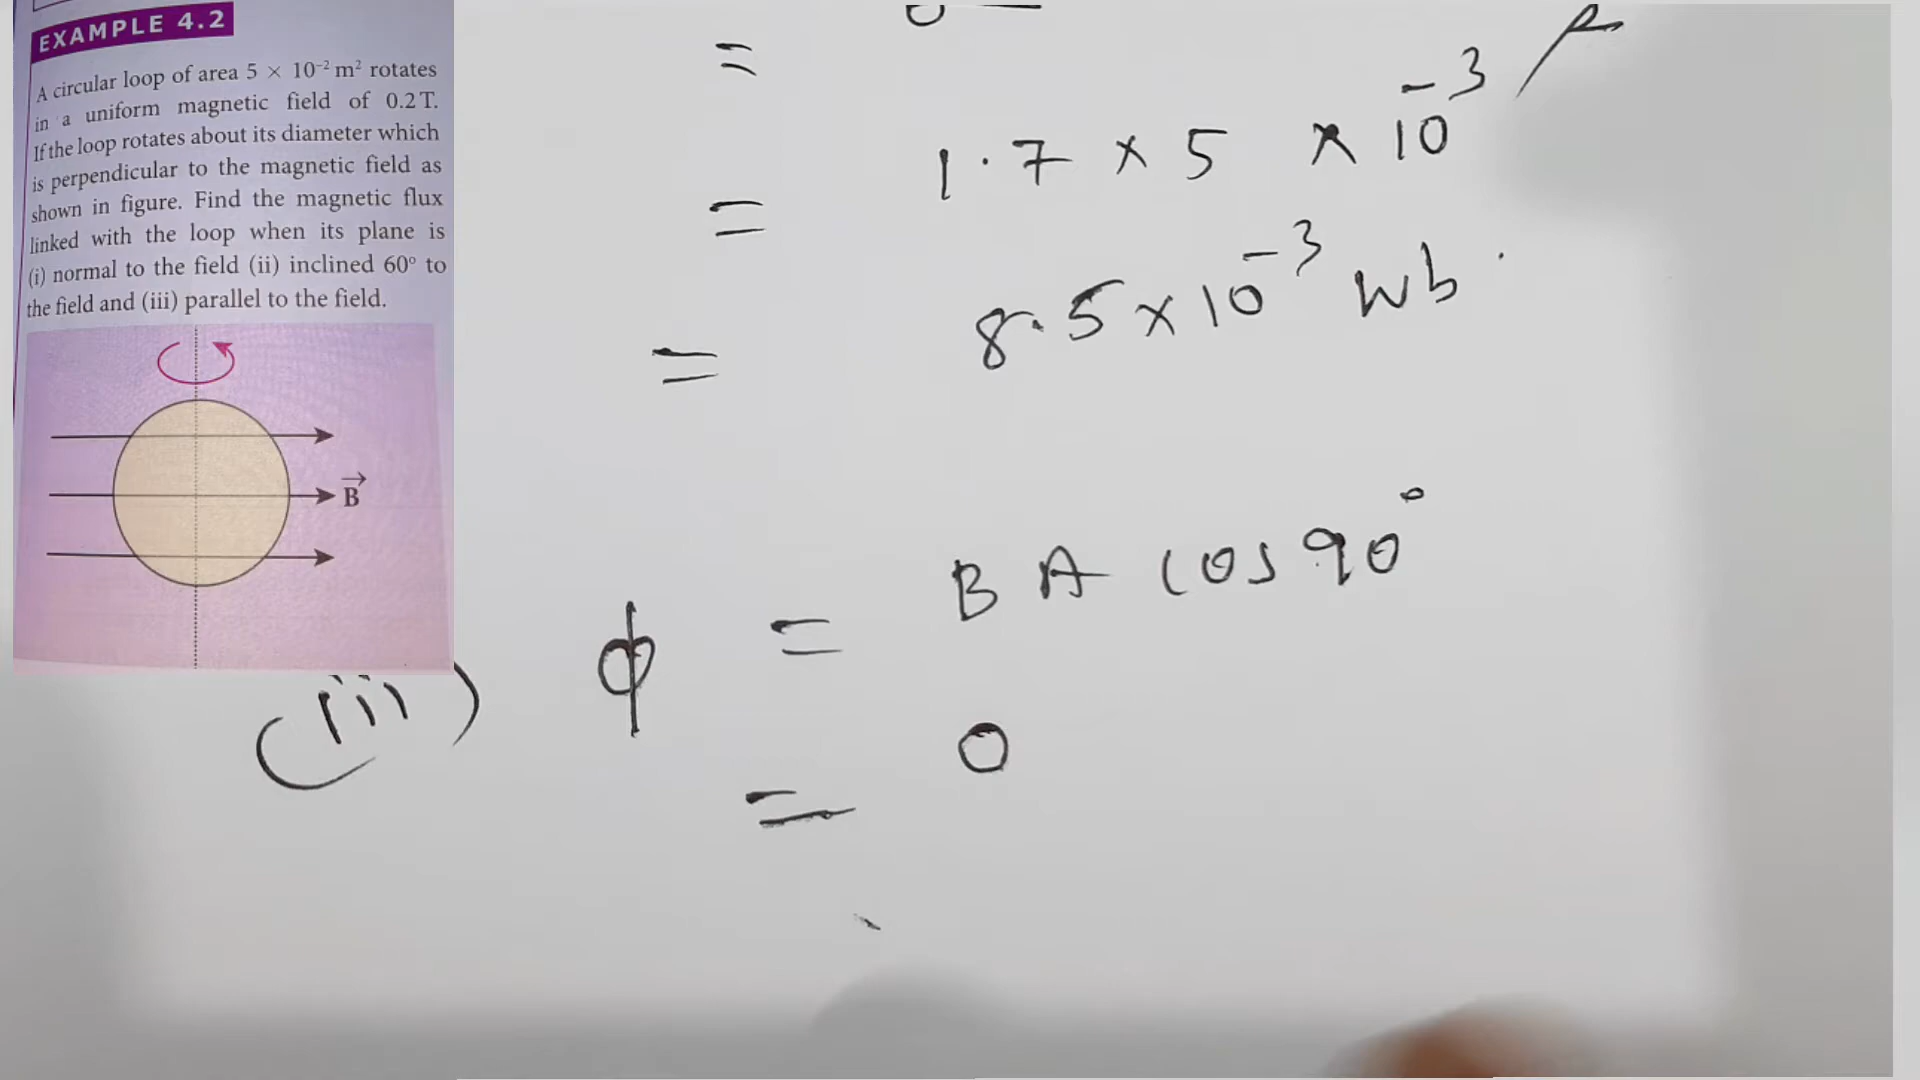 EXAMPLE 4.2
A circular loop of area 5 × 10⁻² m² rotates
in a uniform magnetic field of 0.2T.
If the loop rotates about its diameter which
is perpendicular to the magnetic field as
shown in figure. Find the magnetic flux
linked with the loop when its plane is
(i) normal to the field (ii) inclined 60° to
the field and (iii) parallel to the field.
B⃗
=
= 1.7 × 5 × 10⁻³
= 8.5 × 10⁻³ wb.
(iii) ϕ = BA cos 90°
= 0